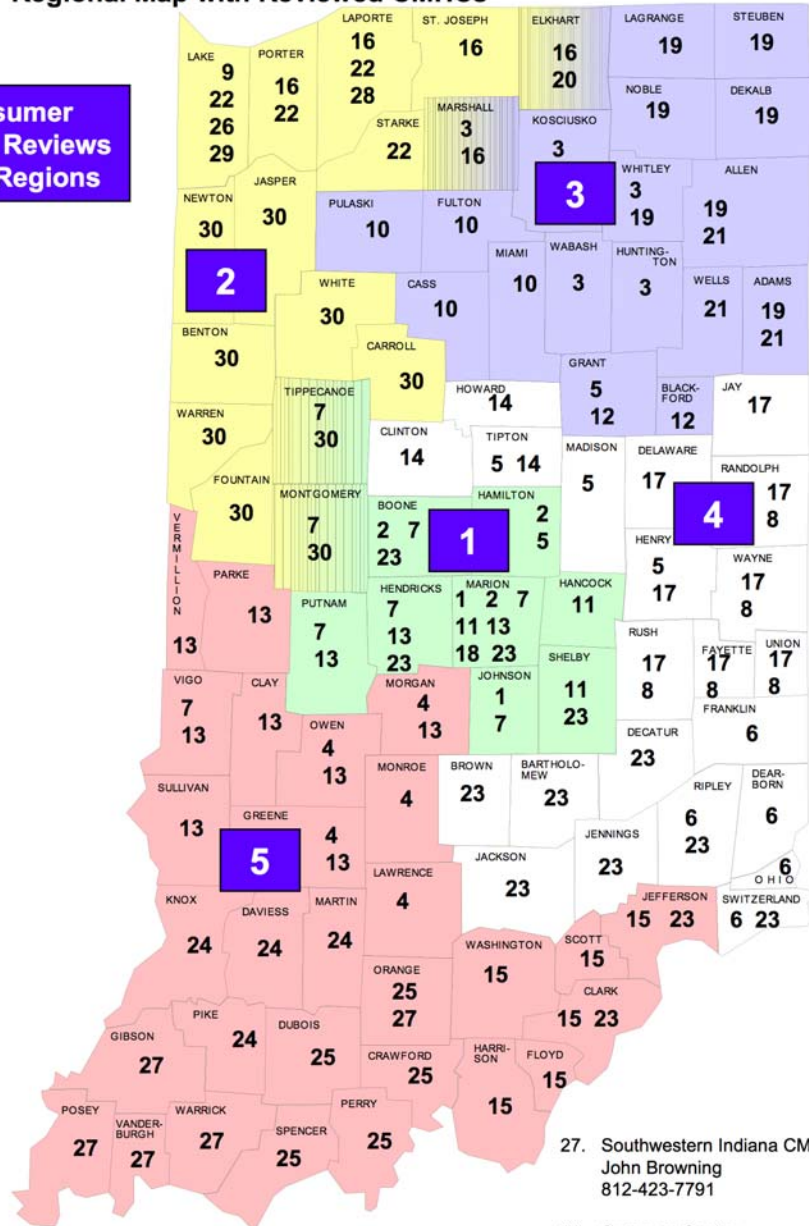 Regional Map with Reviewed CMHCs
sumer
Reviews
Regions
LAKE
9
22
26
29
PORTER
16
22
LAPORTE
16
22
28
ST. JOSEPH
16
ELKHART
16
20
LAGRANGE
19
STEUBEN
19
NOBLE
19
DEKALB
19
STARKE
22
MARSHALL
3
16
KOSCIUSKO
3
3
WHITLEY
3
19
ALLEN
19
21
NEWTON
30
JASPER
30
2
PULASKI
10
FULTON
10
MIAMI
10
WABASH
3
HUNTING-
TON
3
WELLS
21
ADAMS
19
21
WHITE
30
CASS
10
BENTON
30
CARROLL
30
GRANT
5
12
BLACK-
FORD
12
JAY
17
HOWARD
14
TIPPECANOE
7
30
WARREN
30
CLINTON
14
TIPTON
5 14
MADISON
5
DELAWARE
17
RANDOLPH
17
8
4
FOUNTAIN
30
MONTGOMERY
7
30
BOONE
2 7
23
1
HAMILTON
2
5
HENRY
5
17
WAYNE
17
8
VERMILLION
13
PARKE
13
PUTNAM
7
13
HENDRICKS
7
13
23
MARION
1 2 7
11 13
18 23
HANCOCK
11
RUSH
17
8
FAYETTE
17
8
UNION
17
8
VIGO
7
13
CLAY
13
OWEN
4
13
MORGAN
4
13
JOHNSON
1
7
SHELBY
11
23
FRANKLIN
6
DECATUR
23
SULLIVAN
13
MONROE
4
BROWN
23
BARTHOLO-
MEW
23
RIPLEY
6
23
DEAR-
BORN
6
GREENE
4
13
5
JENNINGS
23
OHIO
6
JACKSON
23
LAWRENCE
4
KNOX
24
DAVIESS
24
MARTIN
24
JEFFERSON
15 23
SWITZERLAND
6 23
WASHINGTON
15
SCOTT
15
ORANGE
25
27
CLARK
15 23
GIBSON
27
PIKE
24
DUBOIS
25
CRAWFORD
25
HARRI-
SON
15
FLOYD
15
POSEY
27
VANDER-
BURGH
27
WARRICK
27
SPENCER
25
PERRY
25
27. Southwestern Indiana CM
John Browning
812-423-7791